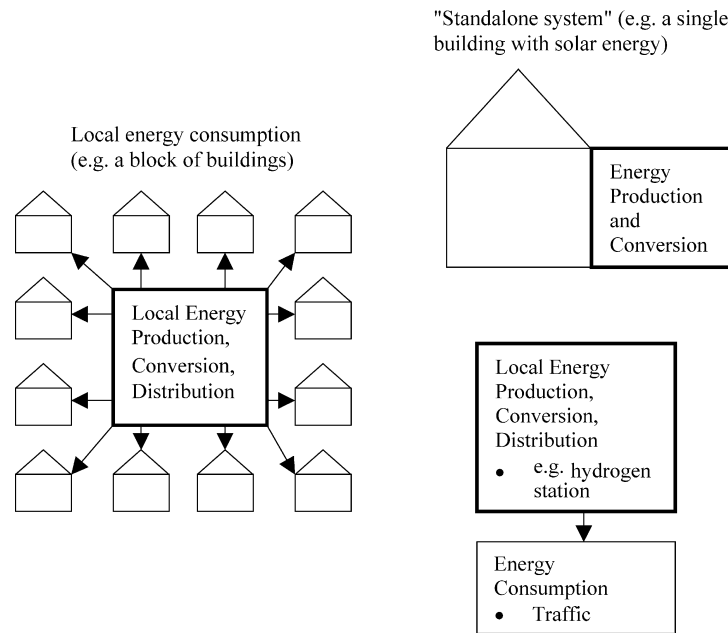 "Standalone system" (e.g. a single
building with solar energy)
Local energy consumption
(e.g. a block of buildings)
Energy
Production
and
Conversion
Local Energy
Production,
Conversion,
Distribution
Local Energy
Production,
Conversion,
Distribution
• e.g. hydrogen
station
Energy
Consumption
• Traffic